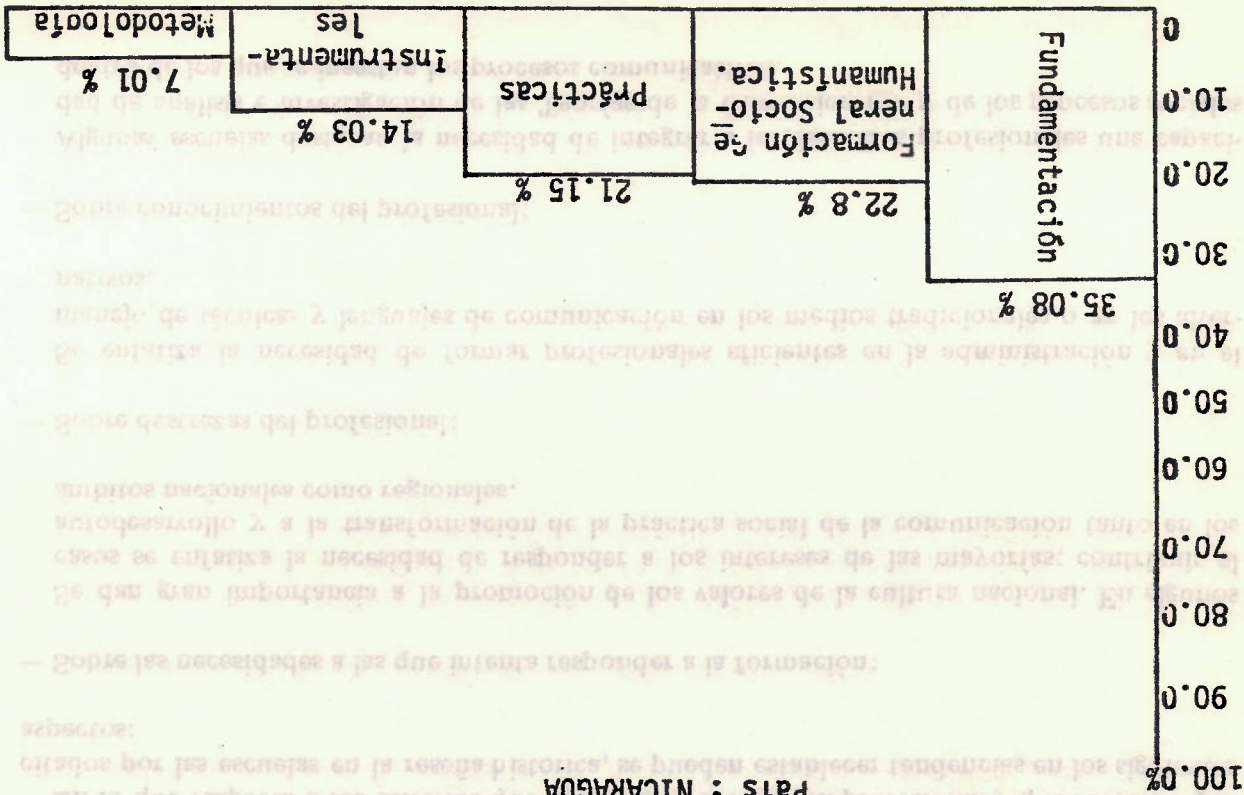 País : NICARAGUA
100.0%
90.0
80.0
70.0
60.0
50.0
40.0
30.0
20.0
10.0
0
35.08 %
Fundamentación
22.8 %
Formación Ge
neral Socio-
Humanística
21.15 %
Prácticas
14.03 %
Instrumenta-
les
7.01 %
Metodología